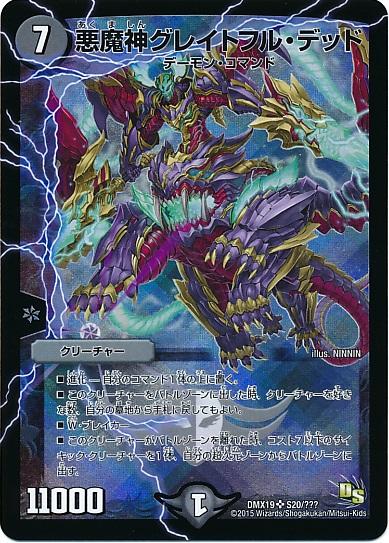 7
あくましん
悪魔神グレイトフル・デッド
デーモン・コマンド
illus. NINNIN
クリーチャー
■進化－自分のコマンド1体の上に置く。
■このクリーチャーをバトルゾーンに出した時、クリーチャーを好き
な数、自分の墓地から手札に戻してもよい。
■W・ブレイカー
■このクリーチャーがバトルゾーンを離れた時、コスト7以下のサイ
キック・クリーチャーを1体、自分の超次元ゾーンからバトルゾーンに
出す。
11000
1
DS
DMX19 S20/???
©2015 Wizards/Shogakukan/Mitsui-Kids